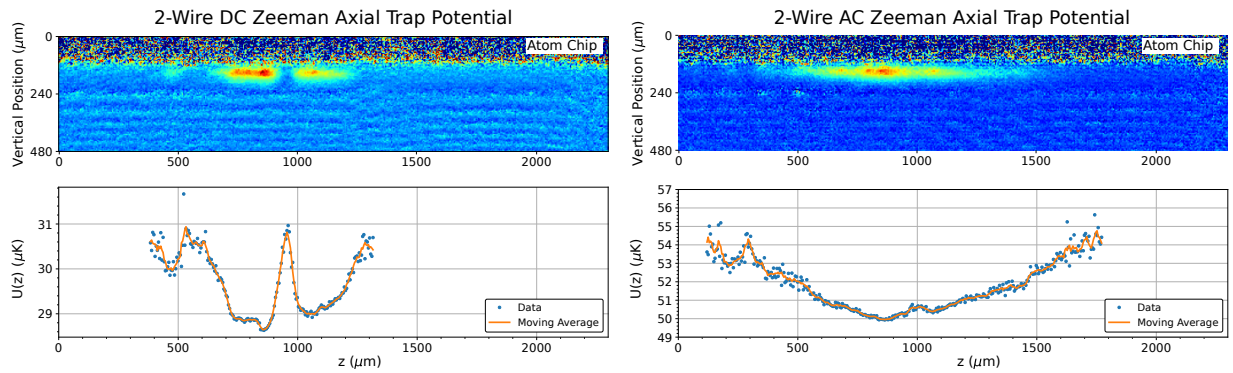 2-Wire DC Zeeman Axial Trap Potential
Vertical Position (μm)
0
240
480
Atom Chip
0
500
1000
1500
2000
U(z) (μK)
31
30
29
Data
Moving Average
0
500
1000
1500
2000
z (μm)
2-Wire AC Zeeman Axial Trap Potential
Vertical Position (μm)
0
240
480
Atom Chip
0
500
1000
1500
2000
U(z) (μK)
57
56
55
54
53
52
51
50
49
Data
Moving Average
0
500
1000
1500
2000
z (μm)